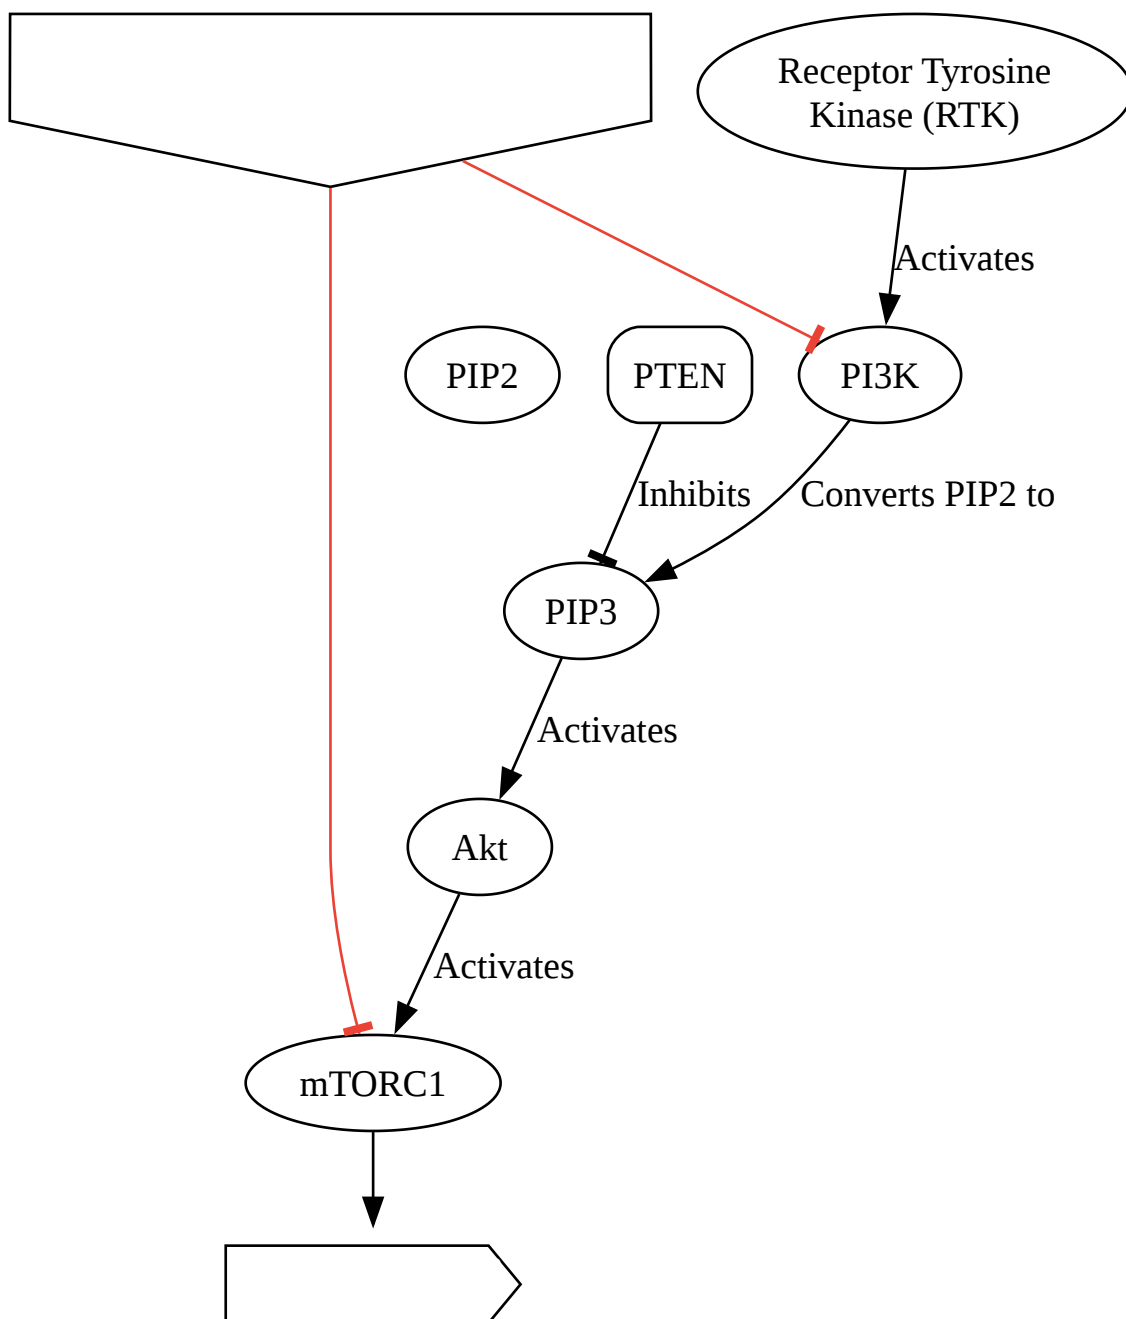 Receptor Tyrosine
Kinase (RTK)
Activates
PIP2
PTEN
PI3K
Inhibits
Converts PIP2 to
PIP3
Activates
Akt
Activates
mTORC1